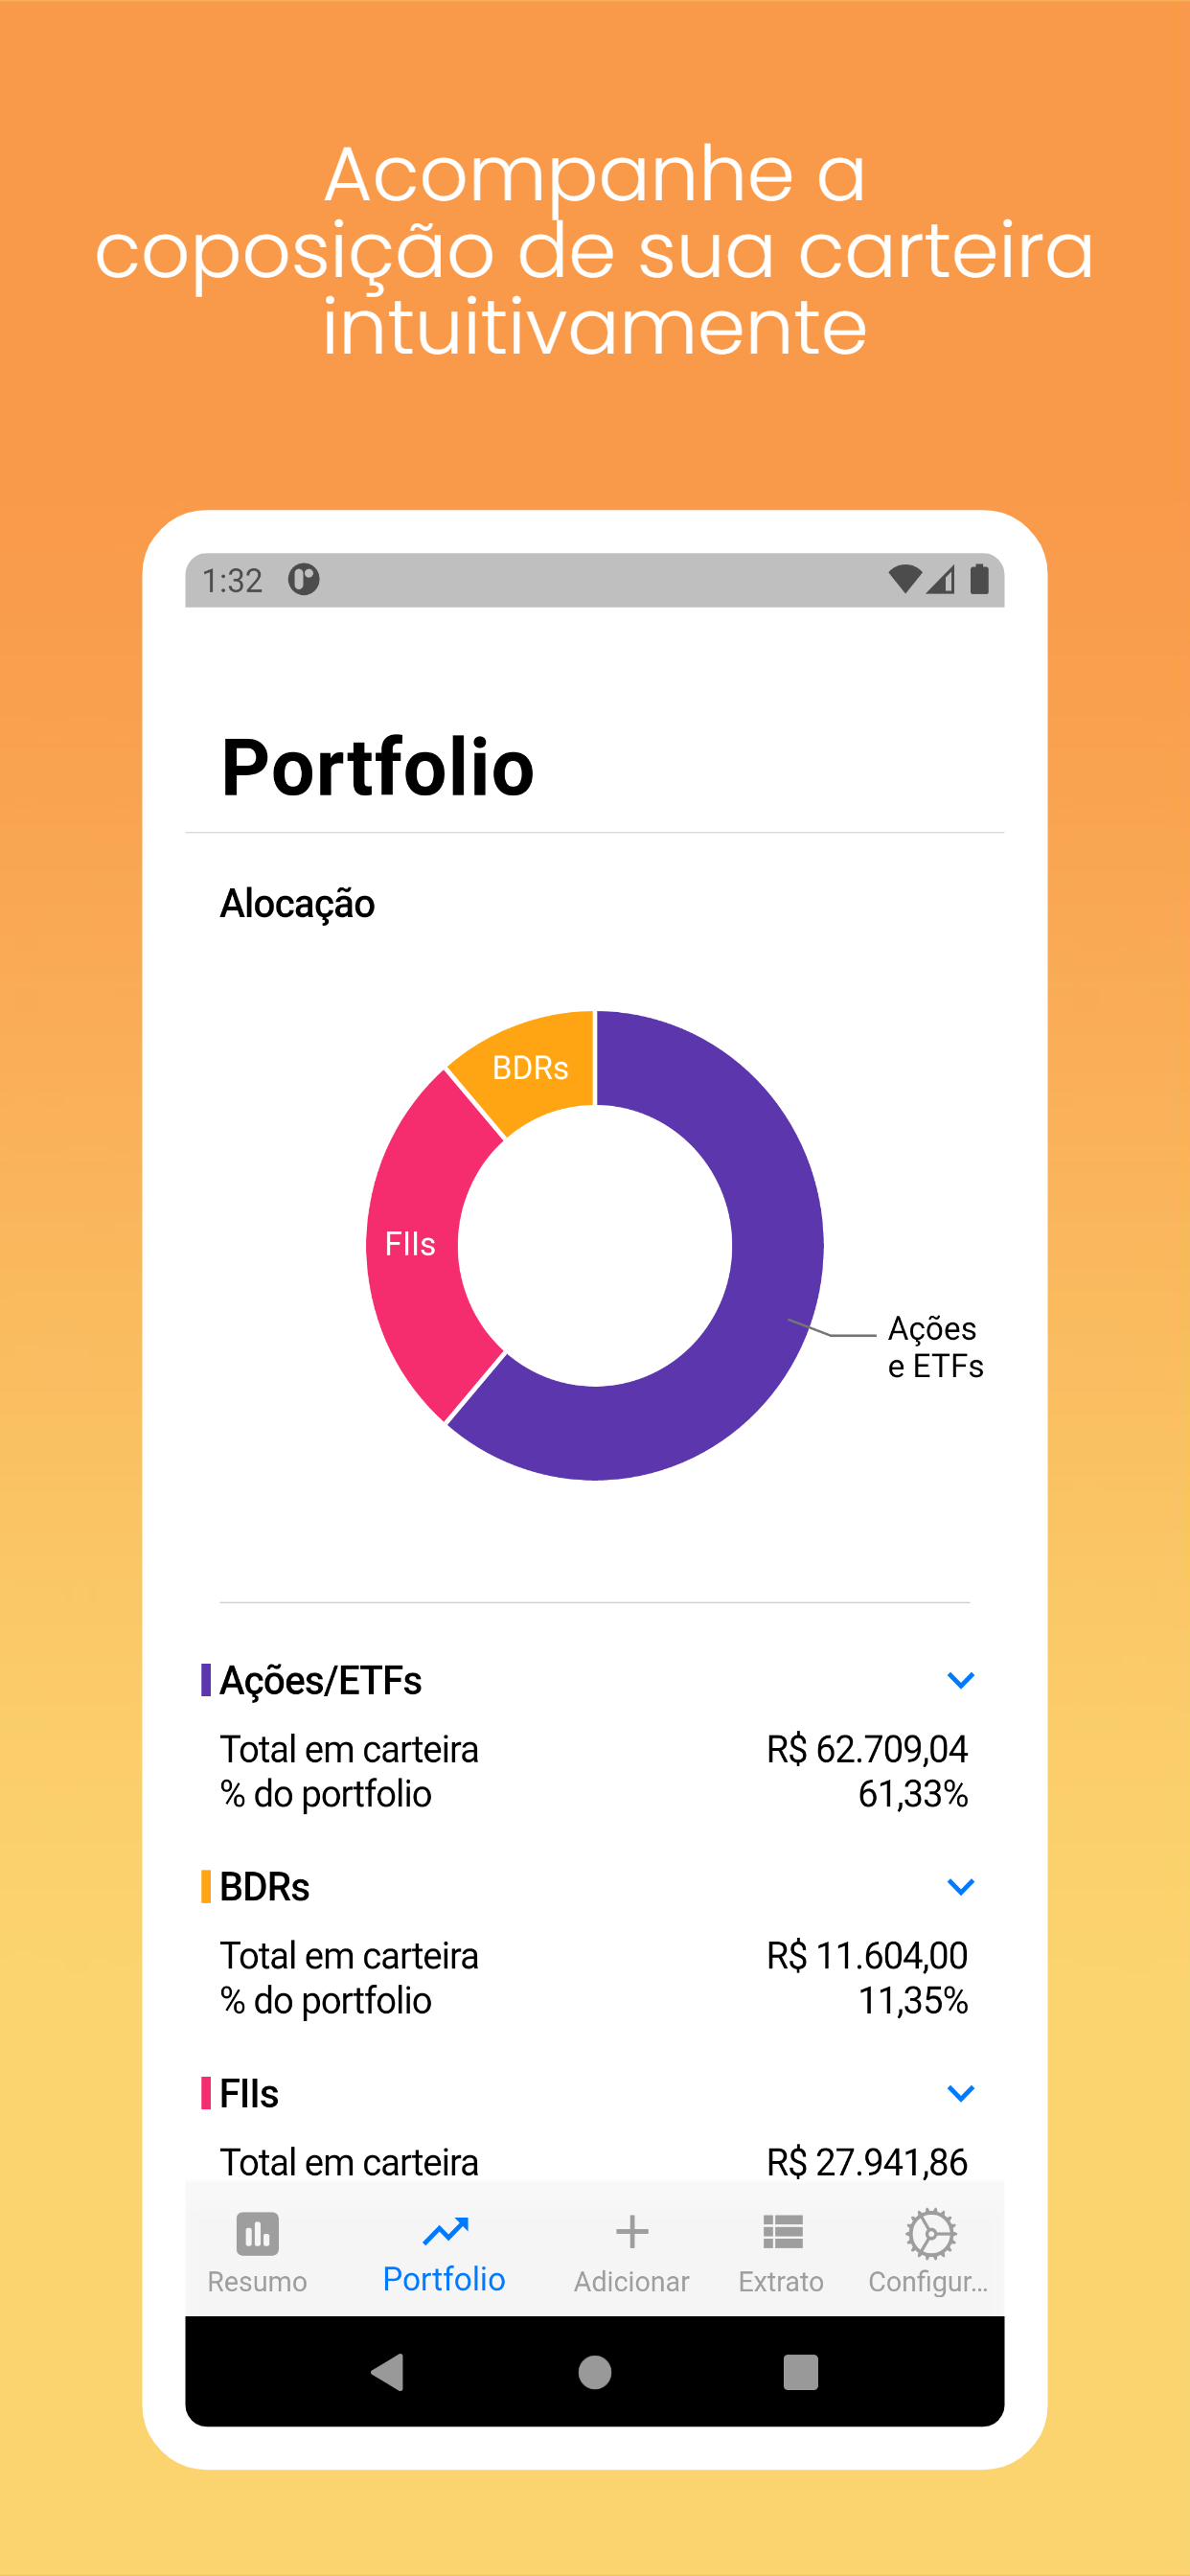 Acompanhe a
coposição de sua carteira
intuitivamente
1:32
Portfolio
Alocação
BDRs
FIIs
Ações
e ETFs
Ações/ETFs
Total em carteira R$ 62.709,04
% do portfolio 61,33%
BDRs
Total em carteira R$ 11.604,00
% do portfolio 11,35%
FIIs
Total em carteira R$ 27.941,86
Resumo Portfolio Adicionar Extrato Configur...